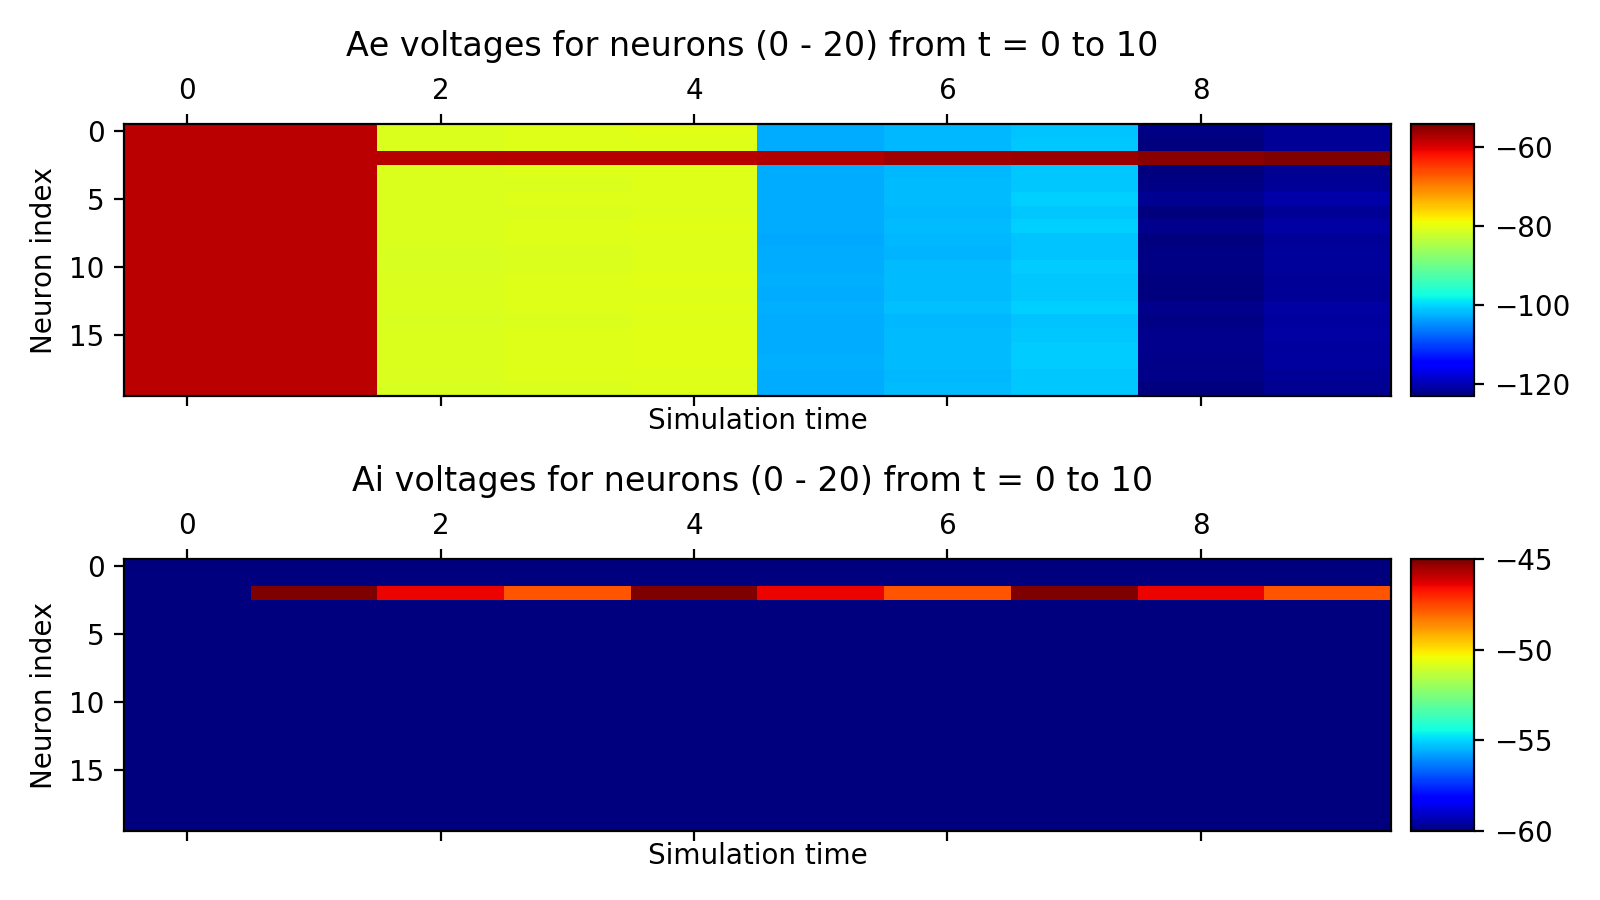 Ae voltages for neurons (0 - 20) from t = 0 to 10
0 2 4 6 8
Neuron index
0
5
10
15
−60
−80
−100
−120
Simulation time
Ai voltages for neurons (0 - 20) from t = 0 to 10
0 2 4 6 8
Neuron index
0
5
10
15
−45
−50
−55
−60
Simulation time